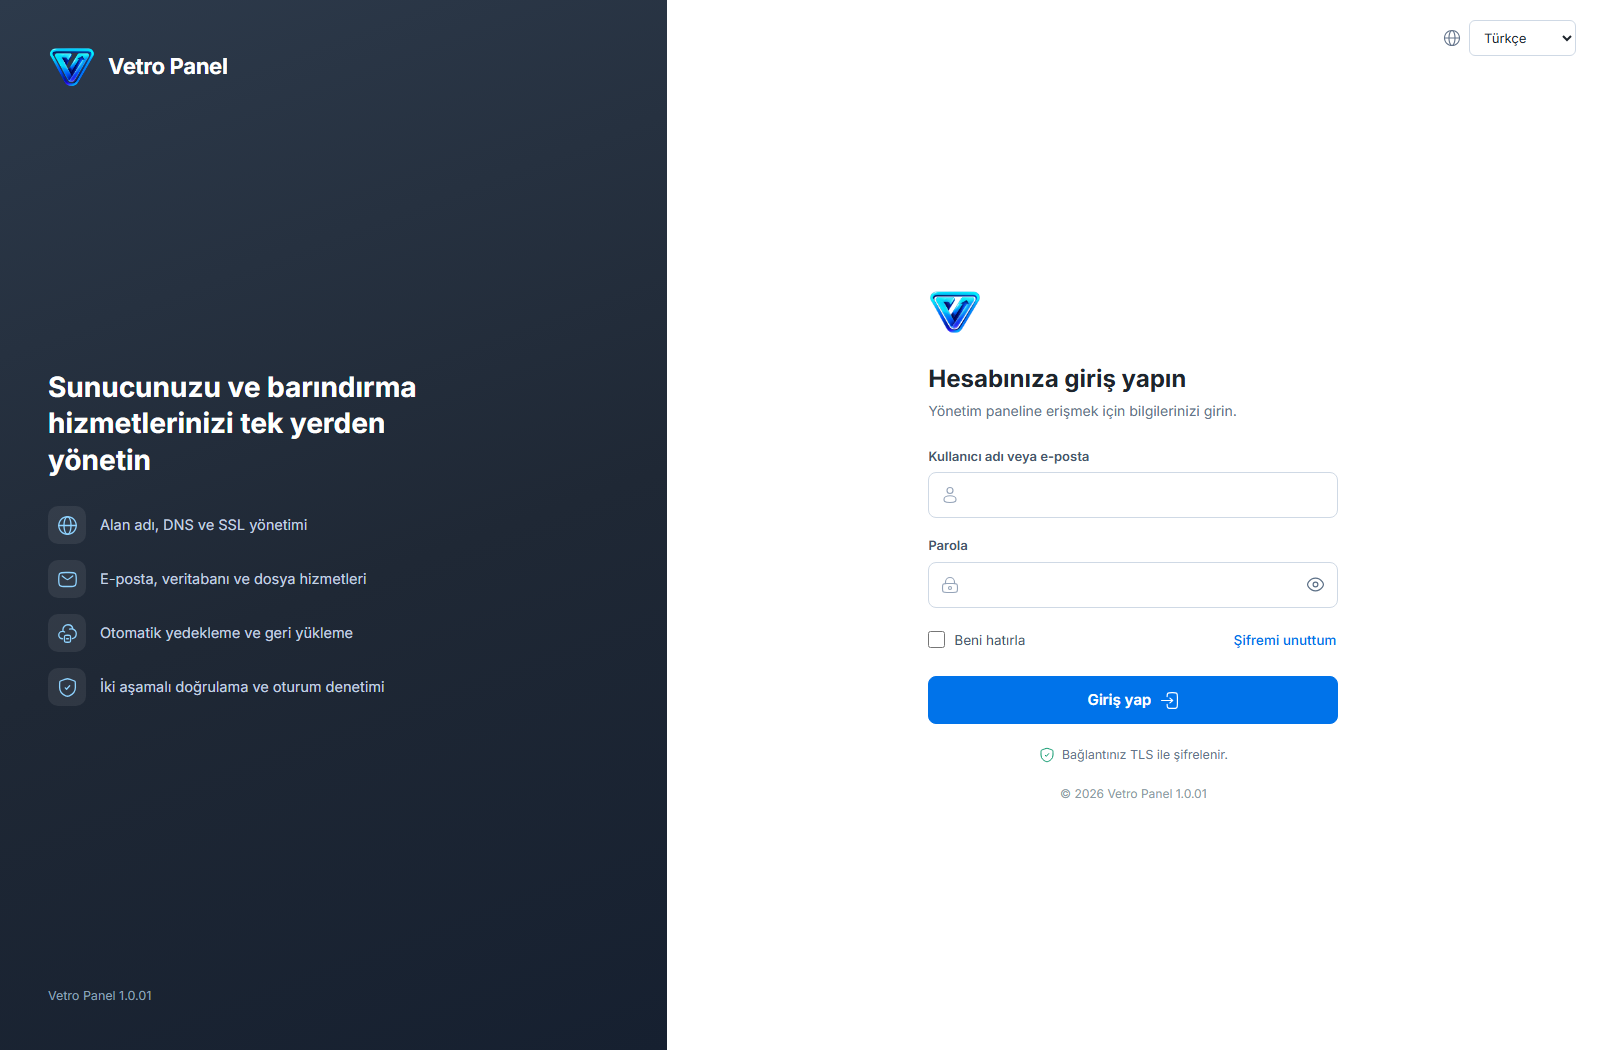 Vetro Panel
Sunucunuzu ve barındırma
hizmetlerinizi tek yerden
yönetin
Alan adı, DNS ve SSL yönetimi
E-posta, veritabanı ve dosya hizmetleri
Otomatik yedekleme ve geri yükleme
İki aşamalı doğrulama ve oturum denetimi
Vetro Panel 1.0.01
Türkçe
Hesabınıza giriş yapın
Yönetim paneline erişmek için bilgilerinizi girin.
Kullanıcı adı veya e-posta
Parola
Beni hatırla
Şifremi unuttum
Giriş yap
Bağlantınız TLS ile şifrelenir.
© 2026 Vetro Panel 1.0.01